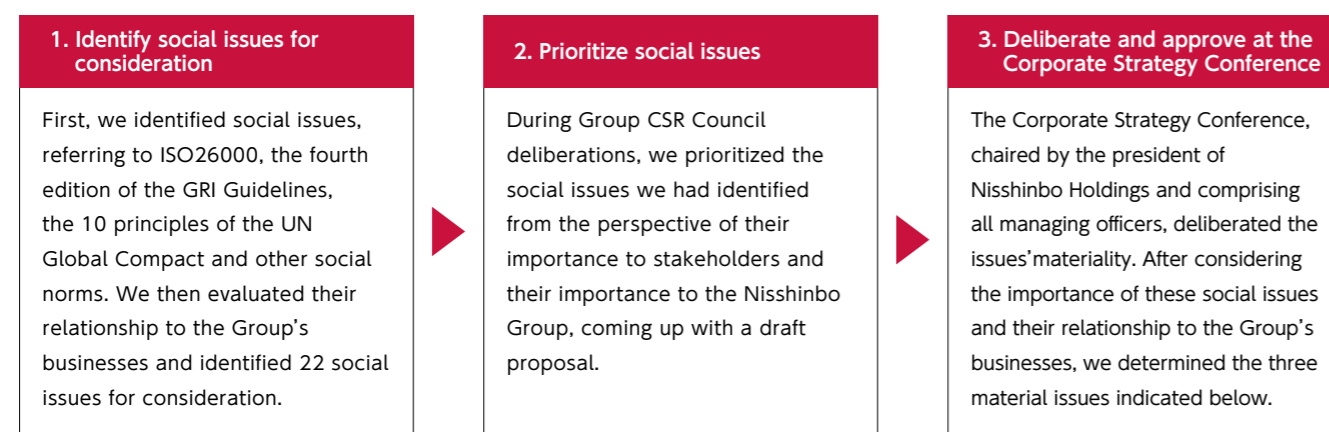 1. Identify social issues for
consideration
First, we identified social issues,
referring to ISO26000, the fourth
edition of the GRI Guidelines,
the 10 principles of the UN
Global Compact and other social
norms. We then evaluated their
relationship to the Group’s
businesses and identified 22 social
issues for consideration.
2. Prioritize social issues
During Group CSR Council
deliberations, we prioritized the
social issues we had identified
from the perspective of their
importance to stakeholders and
their importance to the Nisshinbo
Group, coming up with a draft
proposal.
3. Deliberate and approve at the
Corporate Strategy Conference
The Corporate Strategy Conference,
chaired by the president of
Nisshinbo Holdings and comprising
all managing officers, deliberated the
issues’materiality. After considering
the importance of these social issues
and their relationship to the Group’s
businesses, we determined the three
material issues indicated below.